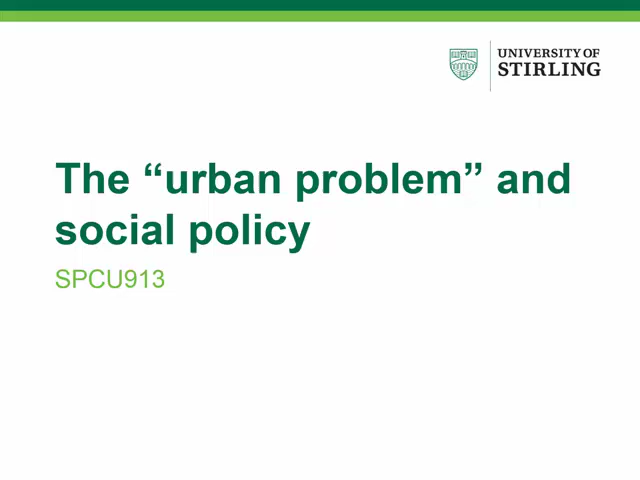 UNIVERSITY OF
STIRLING
The “urban problem” and
social policy
SPCU913